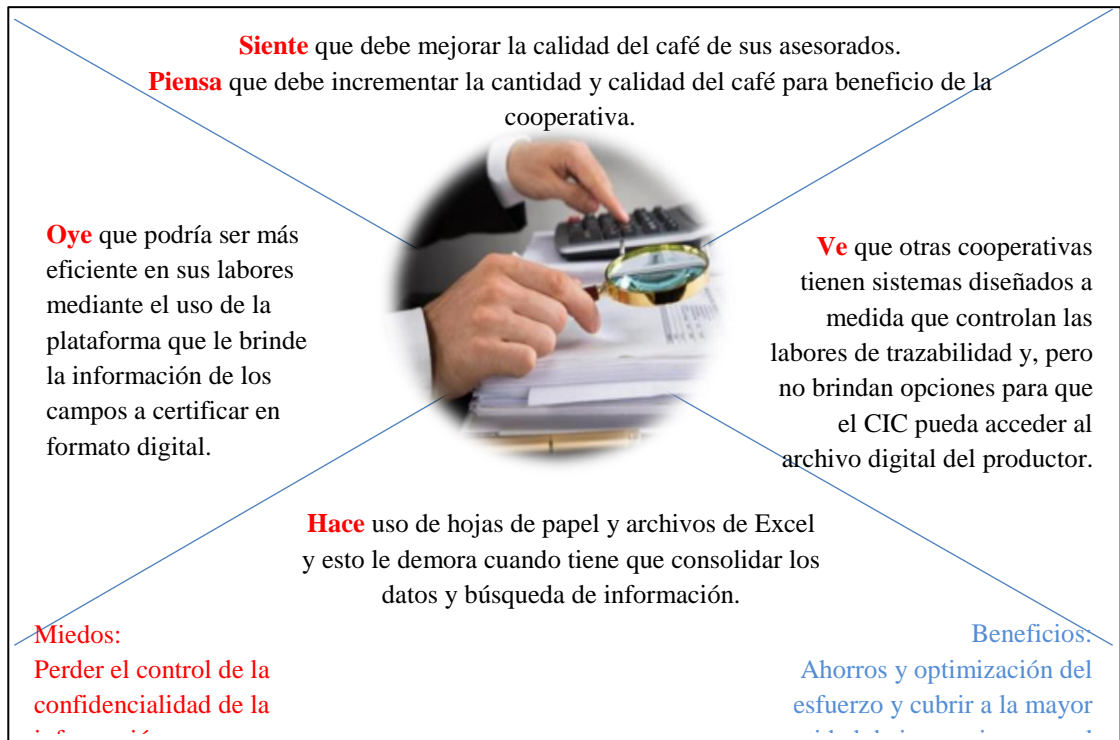 Siente que debe mejorar la calidad del café de sus asesorados.
Piensa que debe incrementar la cantidad y calidad del café para beneficio de la
cooperativa.
Oye que podría ser más
eficiente en sus labores
mediante el uso de la
plataforma que le brinde
la información de los
campos a certificar en
formato digital.
Ve que otras cooperativas
tienen sistemas diseñados a
medida que controlan las
labores de trazabilidad y, pero
no brindan opciones para que
el CIC pueda acceder al
archivo digital del productor.
Hace uso de hojas de papel y archivos de Excel
y esto le demora cuando tiene que consolidar los
datos y búsqueda de información.
Miedos:
Perder el control de la
confidencialidad de la
Beneficios:
Ahorros y optimización del
esfuerzo y cubrir a la mayor